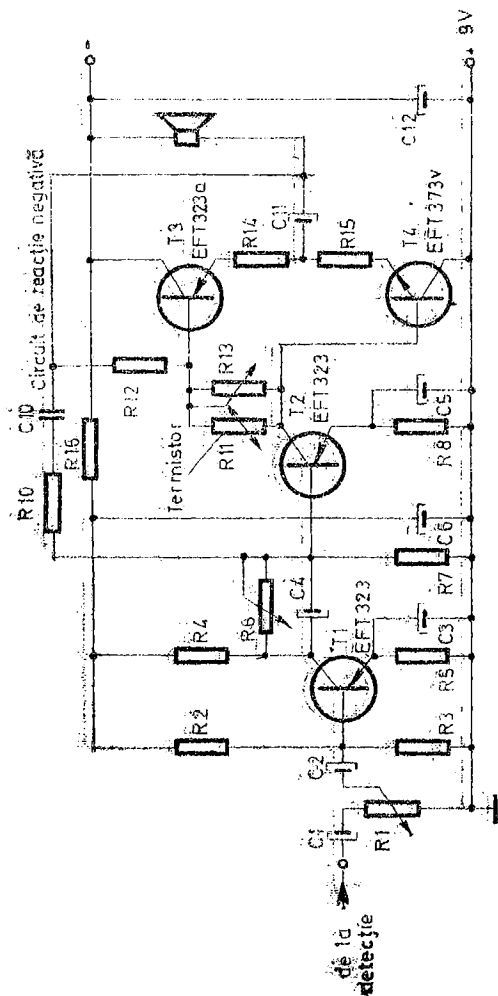 Circuit de reacție negativă
R10
C10
R16
R12
T3
EFT323a
R14
C11
R15
T4
EFT373v
C12
-
+ 9V
Termistor
R11
R13
T2
EFT323
R8
C5
R4
R6
C4
C6
R7
R2
T1
EFT323
C3
R5
R3
C2
C1
R1
de la
detecție